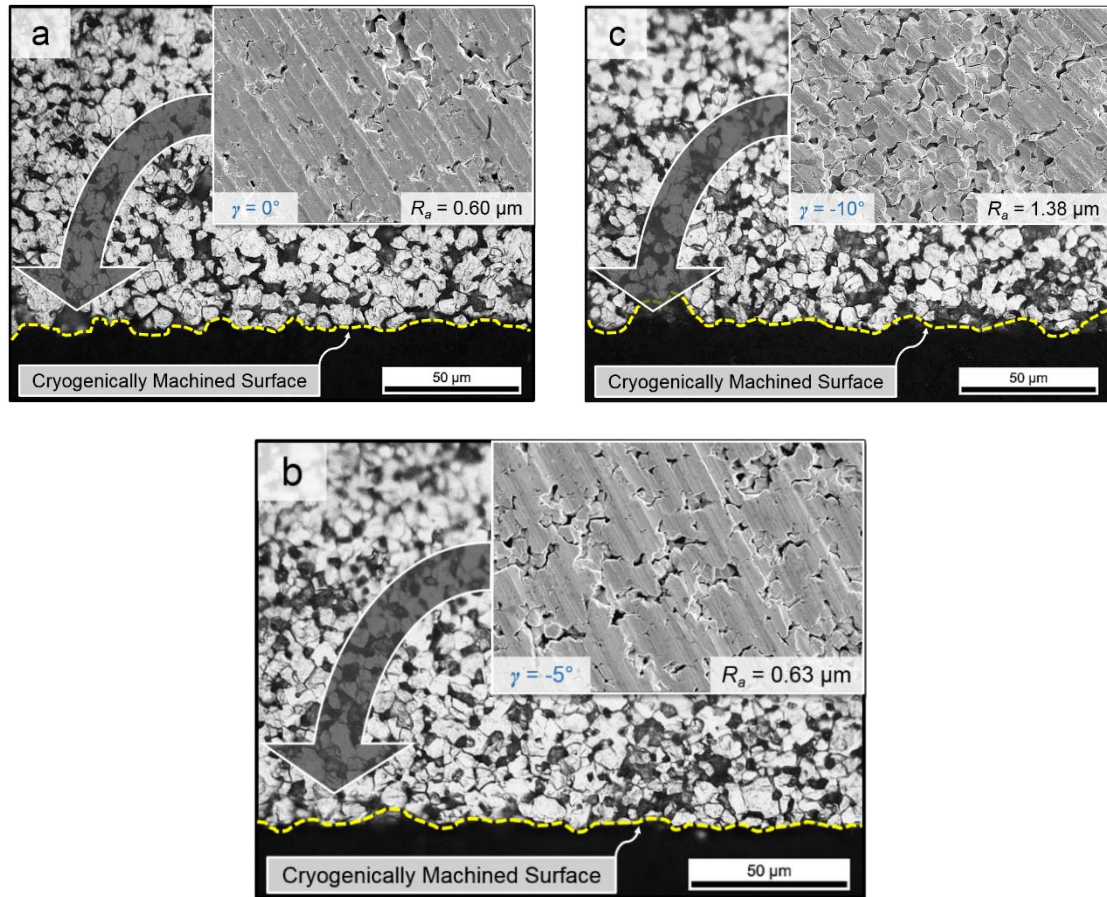 a
γ = 0°
Rₐ = 0.60 µm
Cryogenically Machined Surface
50 µm
c
γ = -10°
Rₐ = 1.38 µm
Cryogenically Machined Surface
50 µm
b
γ = -5°
Rₐ = 0.63 µm
Cryogenically Machined Surface
50 µm